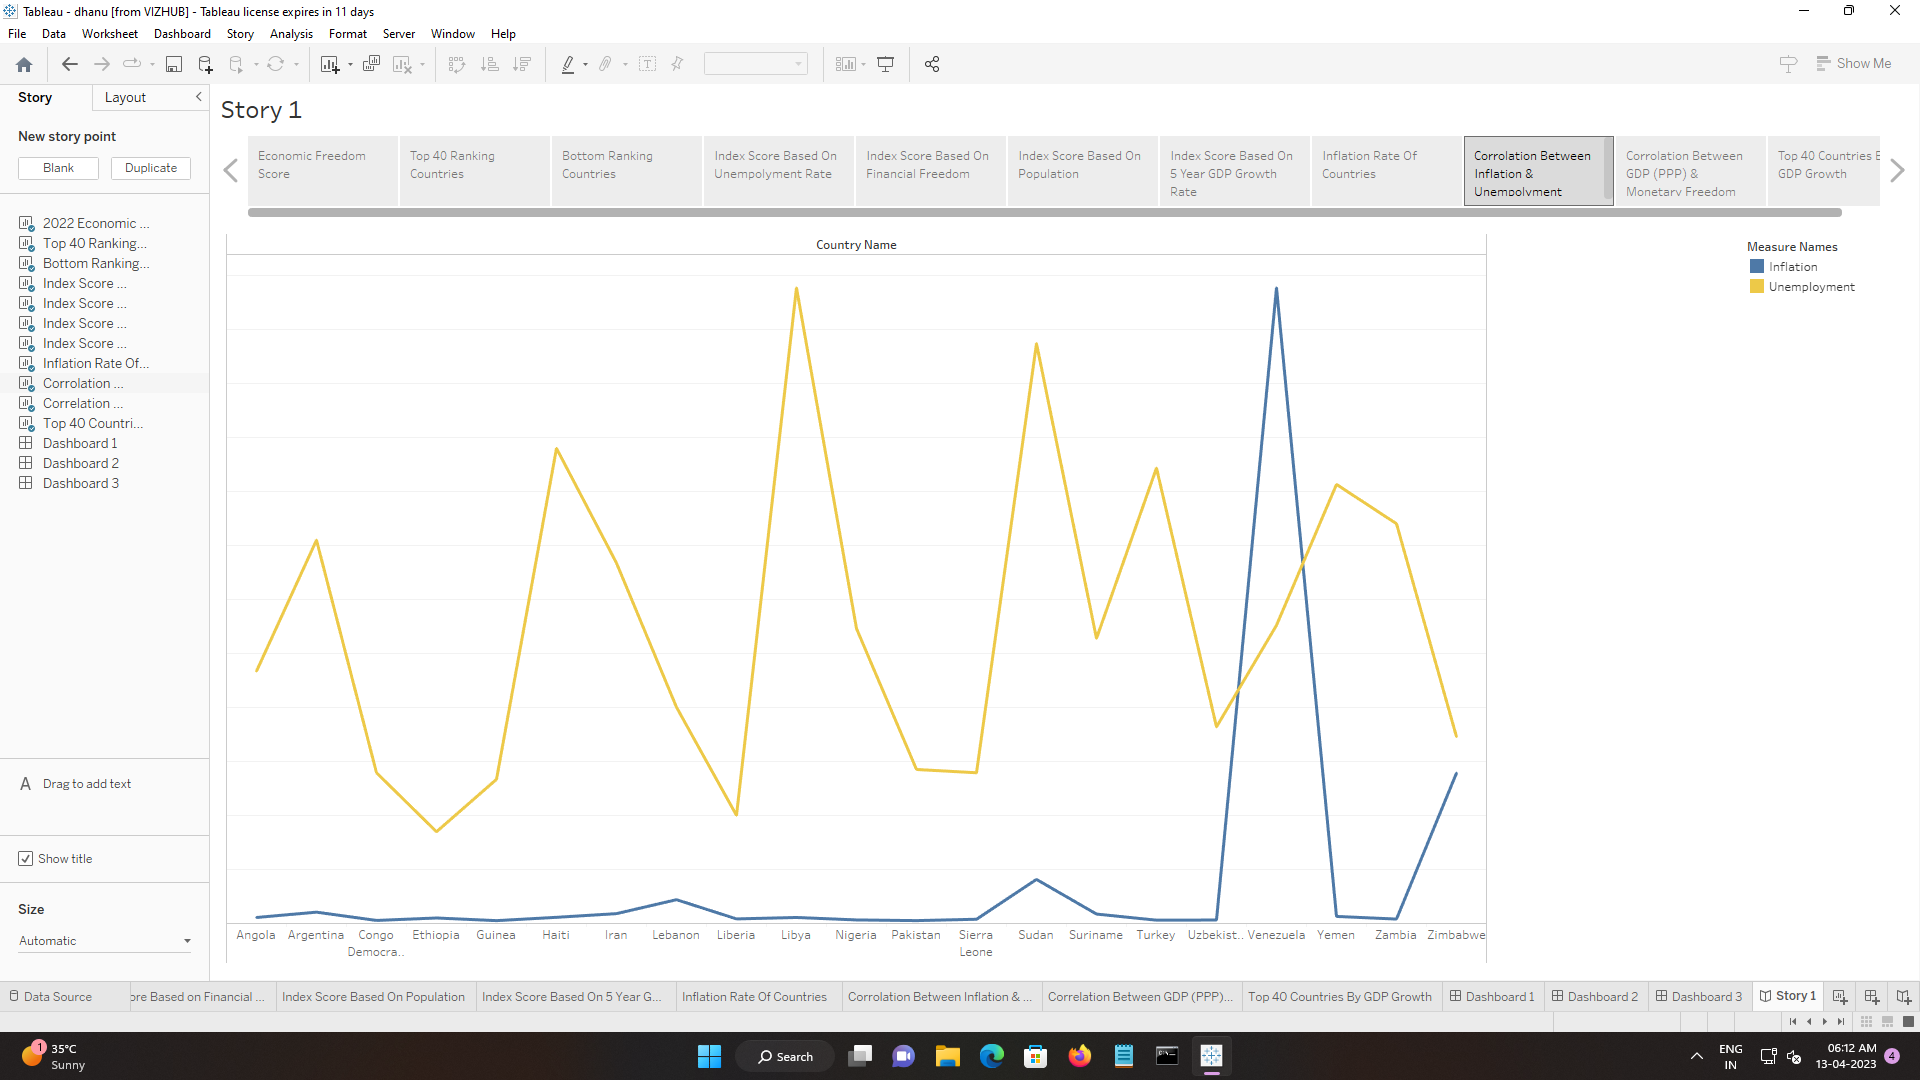 Tableau - dhanu [from VIZHUB] - Tableau license expires in 11 days
File Data Worksheet Dashboard Story Analysis Format Server Window Help
Show Me
Story Layout
New story point
Blank Duplicate
2022 Economic ...
Top 40 Ranking...
Bottom Ranking...
Index Score ...
Index Score ...
Index Score ...
Index Score ...
Inflation Rate Of...
Corrolation ...
Correlation ...
Top 40 Countri...
Dashboard 1
Dashboard 2
Dashboard 3
A Drag to add text
Show title
Size
Automatic
Story 1
Economic Freedom
Score
Top 40 Ranking
Countries
Bottom Ranking
Countries
Index Score Based On
Unempolyment Rate
Index Score Based On
Financial Freedom
Index Score Based On
Population
Index Score Based On
5 Year GDP Growth
Rate
Inflation Rate Of
Countries
Corrolation Between
Inflation &
Unempolyment
Corrolation Between
GDP (PPP) &
Monetary Freedom
Top 40 Countries
GDP Growth
Country Name
Measure Names
Inflation
Unemployment
Angola Argentina Congo Ethiopia Guinea Haiti Iran Lebanon Liberia Libya Nigeria Pakistan Sierra Sudan Suriname Turkey Uzbekist.. Venezuela Yemen Zambia Zimbabwe
Democra.. Leone
Data Source ore Based on Financial ... Index Score Based On Population Index Score Based On 5 Year G... Inflation Rate Of Countries Corrolation Between Inflation & ... Correlation Between GDP (PPP)... Top 40 Countries By GDP Growth Dashboard 1 Dashboard 2 Dashboard 3 Story 1
1
35°C
Sunny
Search
ENG
IN
06:12 AM
13-04-2023
4